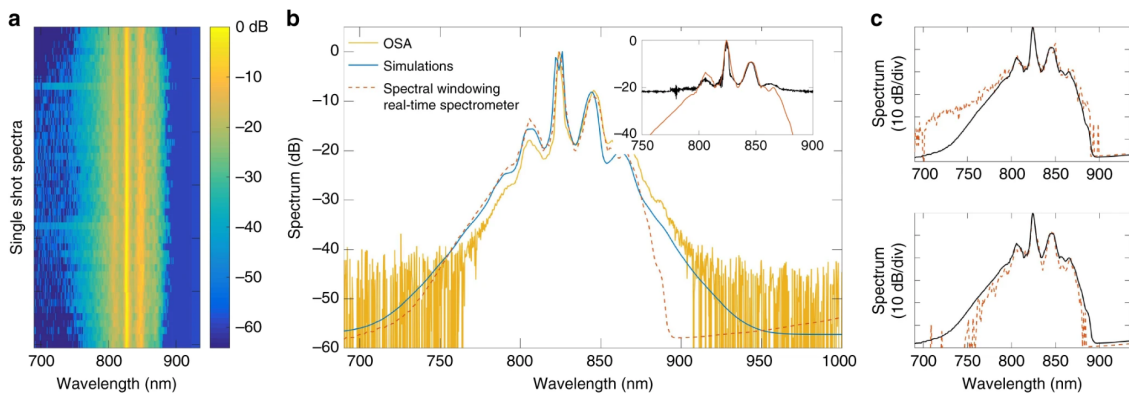 a
0 dB
−10
−20
−30
−40
−50
−60
Single shot spectra
700
800
900
Wavelength (nm)
b
OSA
Simulations
Spectral windowing
real-time spectrometer
0
−10
−20
−30
−40
−50
−60
Spectrum (dB)
700
750
800
850
900
950
1000
Wavelength (nm)
0
−20
−40
750
800
850
900
c
Spectrum
(10 dB/div)
700
750
800
850
900
Spectrum
(10 dB/div)
700
750
800
850
900
Wavelength (nm)